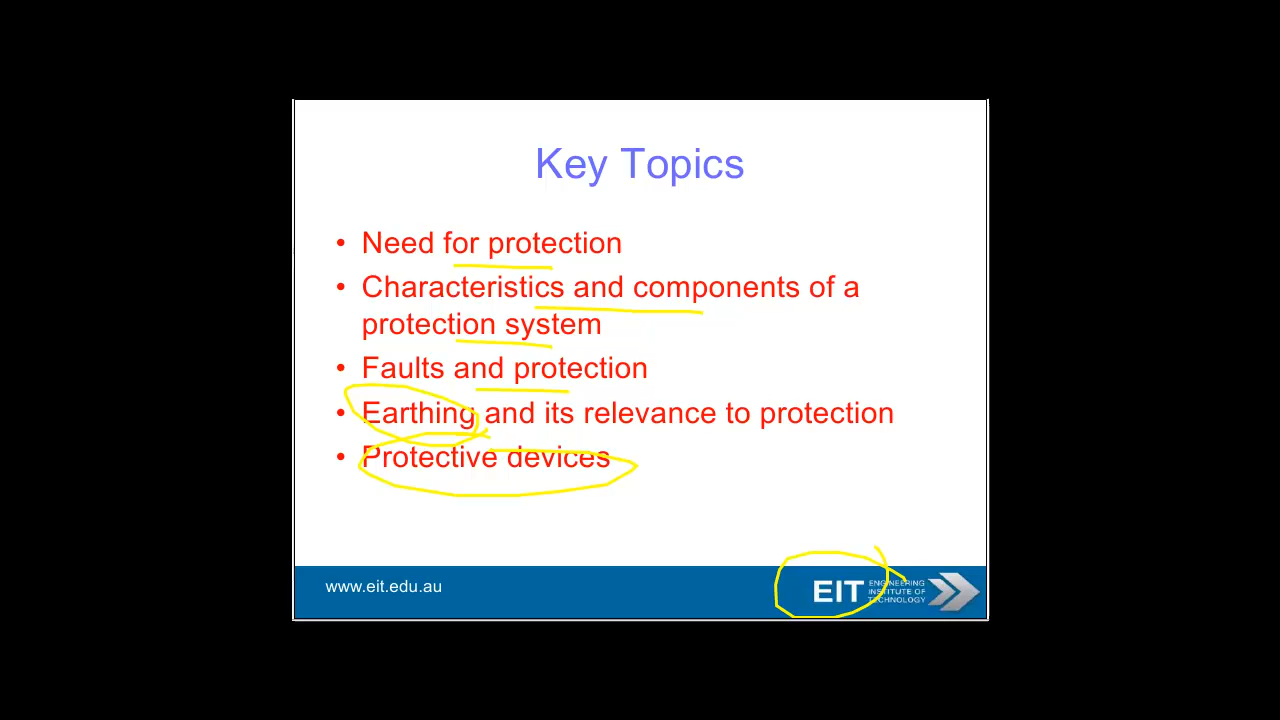 Key Topics
• Need for protection
• Characteristics and components of a
protection system
• Faults and protection
• Earthing and its relevance to protection
• Protective devices
www.eit.edu.au
EIT
ENGINEERING
INSTITUTE OF
TECHNOLOGY